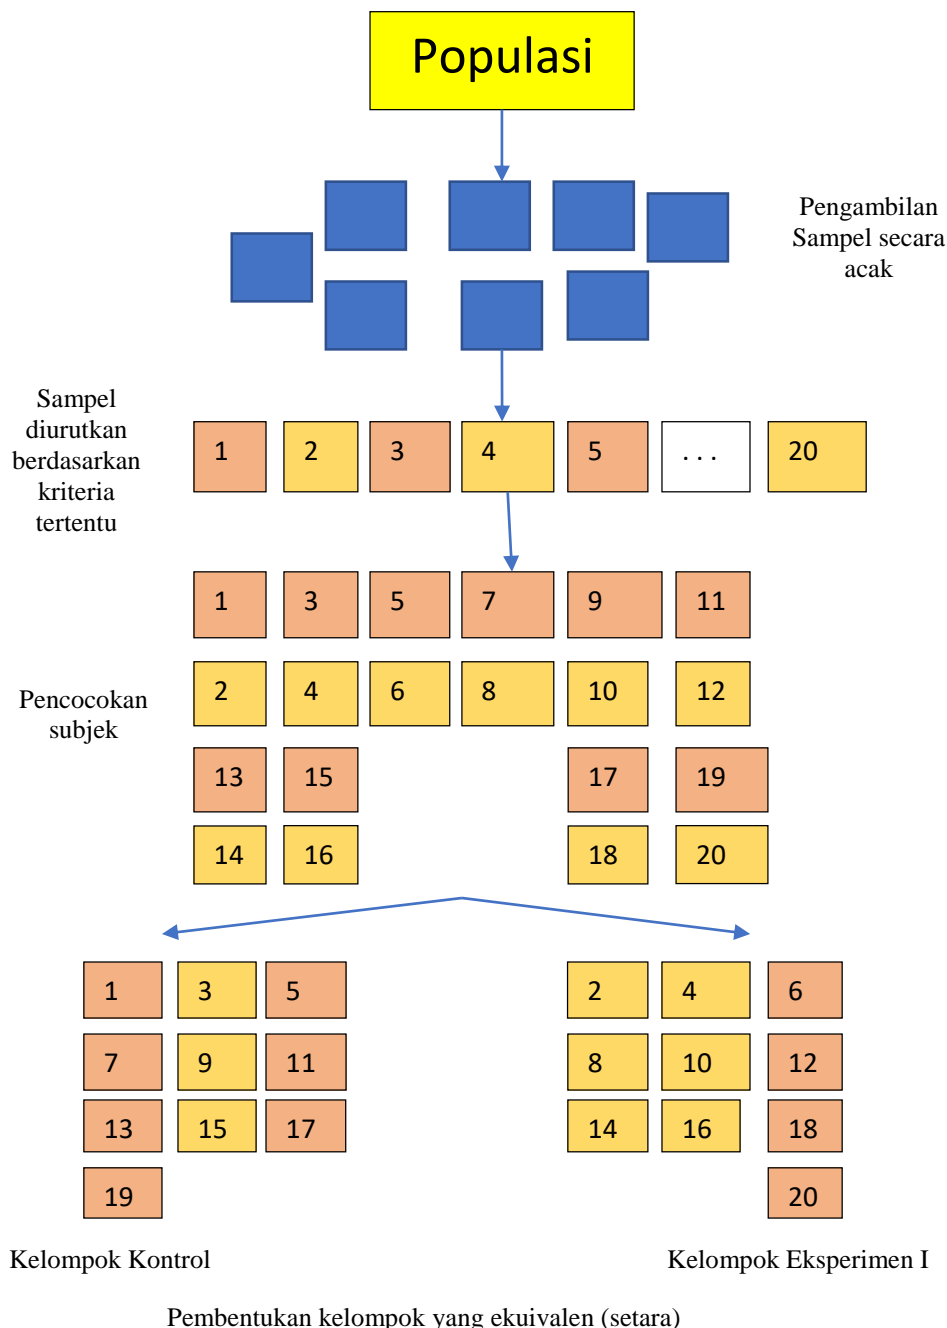 Populasi
Pengambilan
Sampel secara
acak
Sampel
diurutkan
berdasarkan
kriteria
tertentu
1 2 3 4 5 . . . 20
1 3 5 7 9 11
Pencocokan
subjek
2 4 6 8 10 12
13 15 17 19
14 16 18 20
1 3 5 2 4 6
7 9 11 8 10 12
13 15 17 14 16 18
19 20
Kelompok Kontrol Kelompok Eksperimen I
Pembentukan kelompok yang ekuivalen (setara)